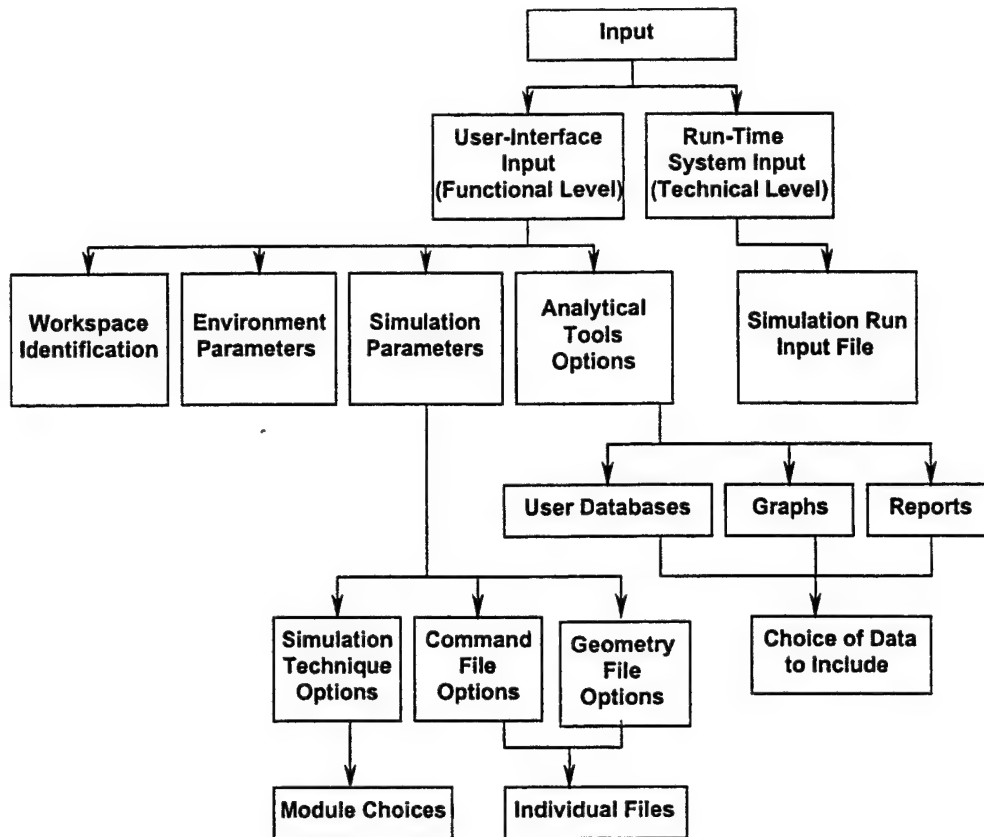 Input
User-Interface
Input
(Functional Level)
Run-Time
System Input
(Technical Level)
Workspace
Identification
Environment
Parameters
Simulation
Parameters
Analytical
Tools
Options
Simulation Run
Input File
User Databases
Graphs
Reports
Simulation
Technique
Options
Command
File
Options
Geometry
File
Options
Choice of Data
to Include
Module Choices
Individual Files